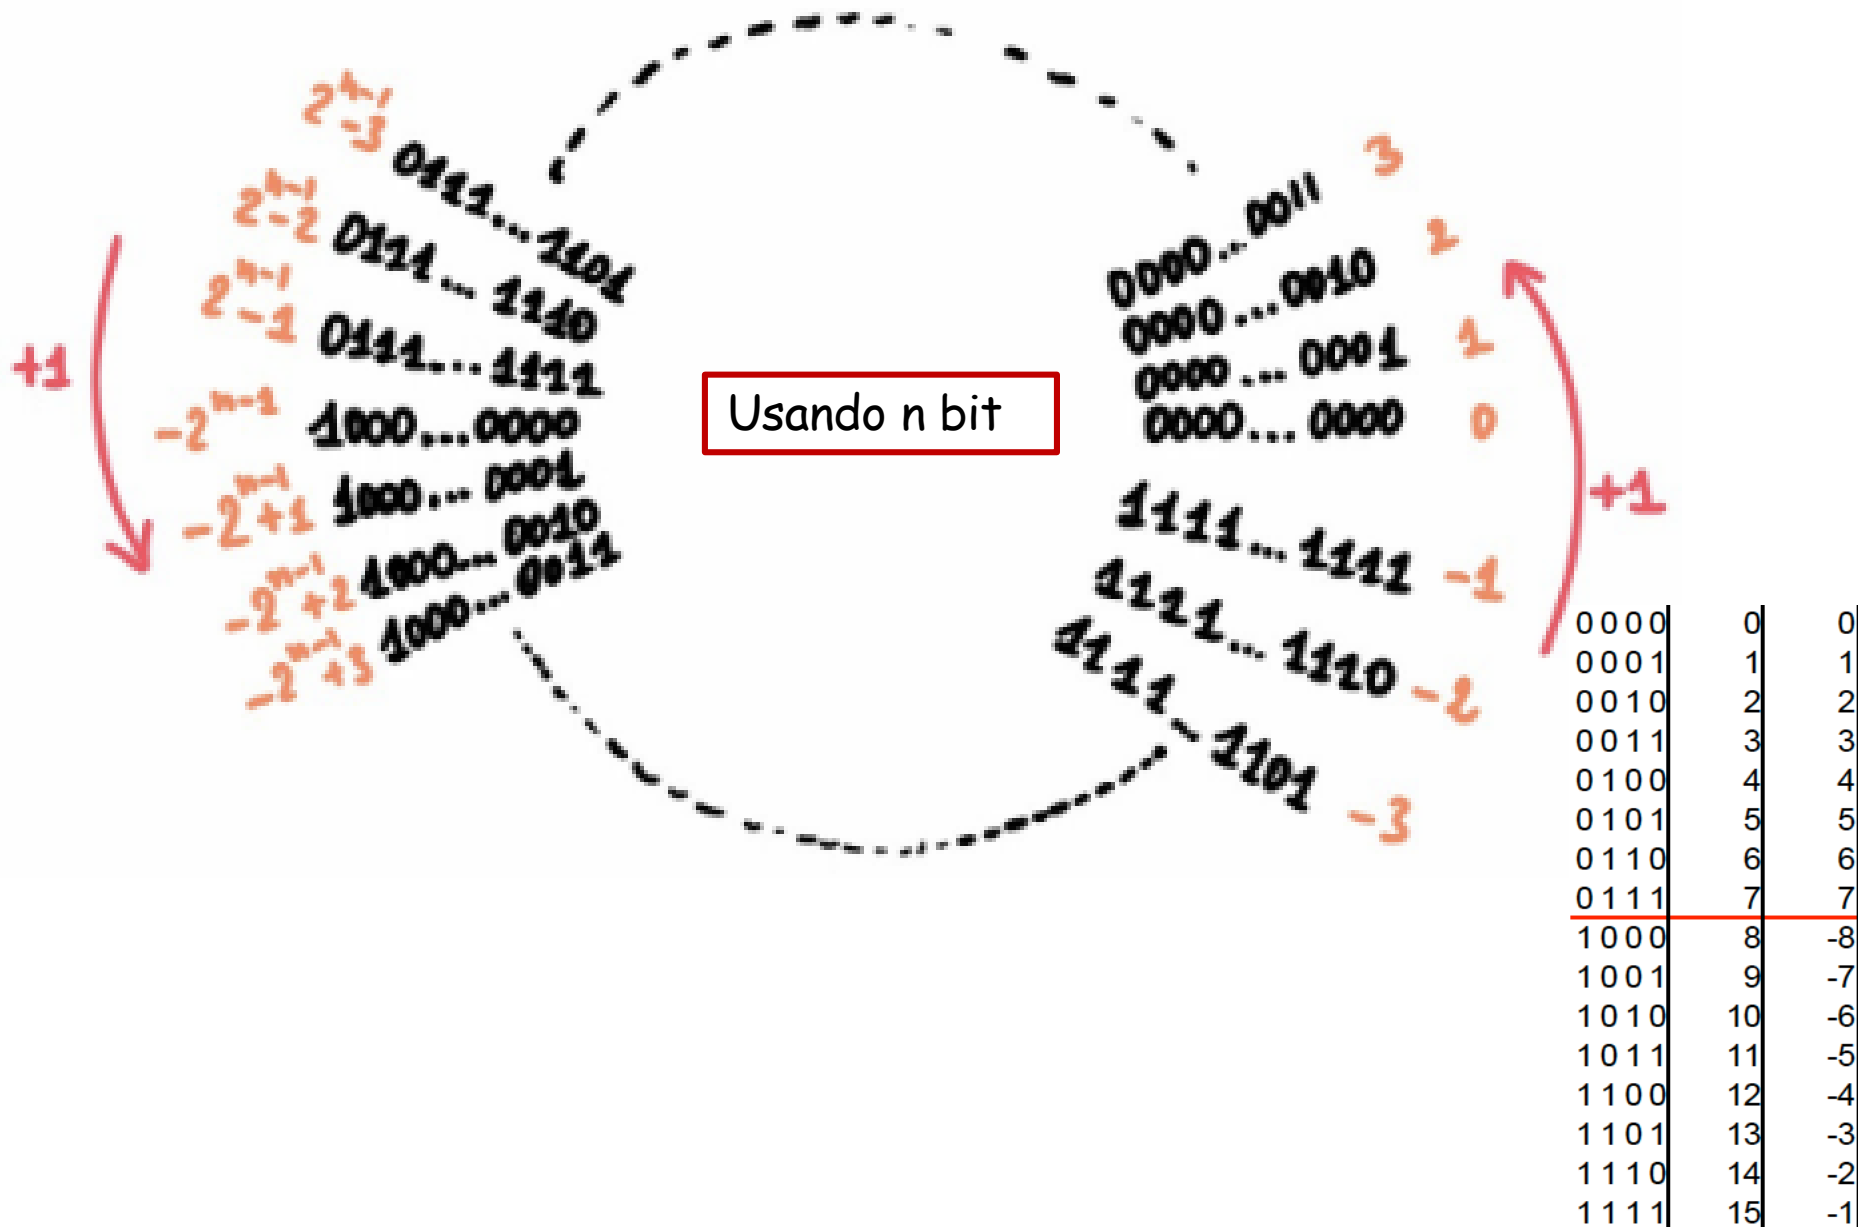 2^{n-1}-3 0111...1101
2^{n-1}-2 0111...1110
2^{n-1}-1 0111...1111
-2^{n-1} 1000...0000
-2^{n-1}+1 1000...0001
-2^{n-1}+2 1000...0010
-2^{n-1}+3 1000...0011
+1
Usando n bit
0000...0011 3
0000...0010 2
0000...0001 1
0000...0000 0
1111...1111 -1
1111...1110 -2
1111...1101 -3
+1
0000 0 0
0001 1 1
0010 2 2
0011 3 3
0100 4 4
0101 5 5
0110 6 6
0111 7 7
1000 8 -8
1001 9 -7
1010 10 -6
1011 11 -5
1100 12 -4
1101 13 -3
1110 14 -2
1111 15 -1